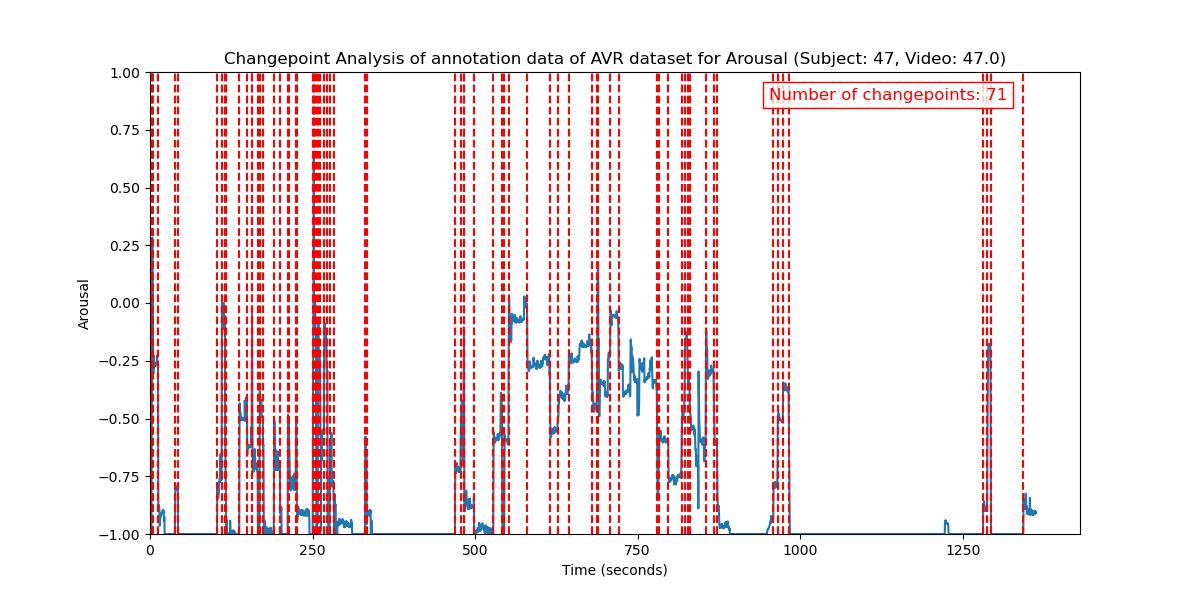 Changepoint Analysis of annotation data of AVR dataset for Arousal (Subject: 47, Video: 47.0)
Number of changepoints: 71
1.00
0.75
0.50
0.25
0.00
−0.25
−0.50
−0.75
−1.00
Arousal
0 250 500 750 1000 1250
Time (seconds)